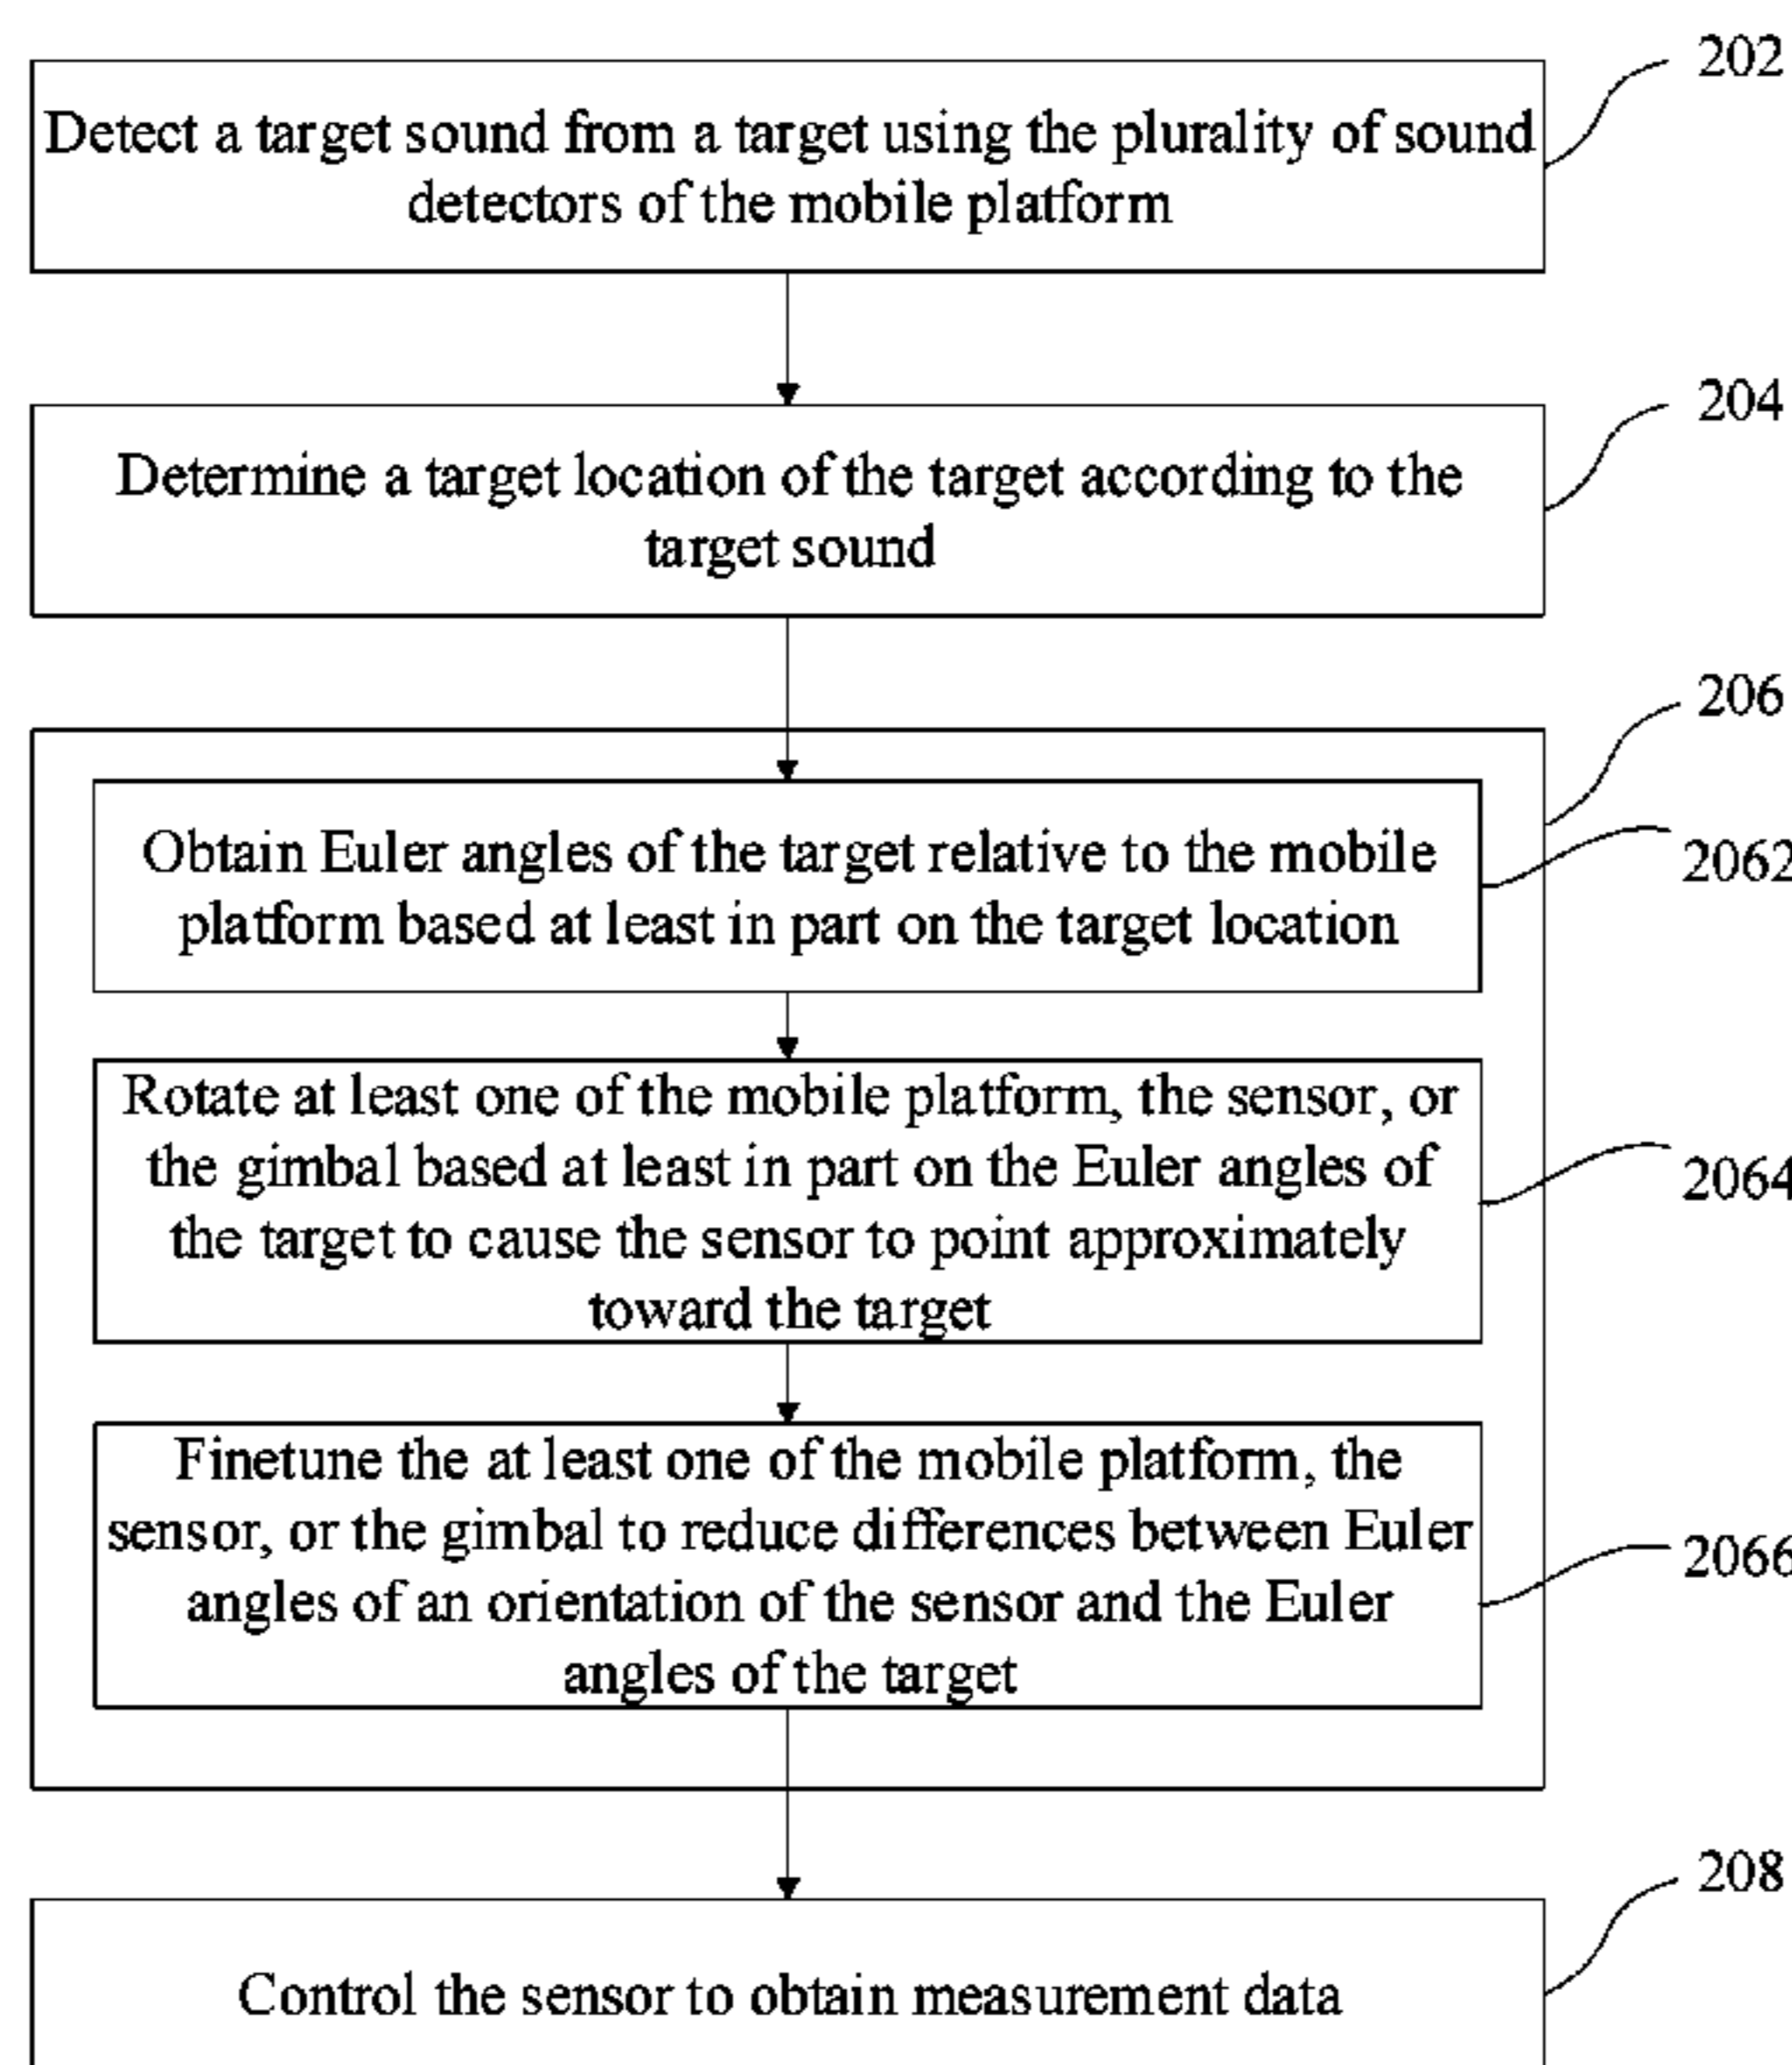 202
Detect a target sound from a target using the plurality of sound
detectors of the mobile platform
204
Determine a target location of the target according to the
target sound
206
Obtain Euler angles of the target relative to the mobile
platform based at least in part on the target location
2062
Rotate at least one of the mobile platform, the sensor, or
the gimbal based at least in part on the Euler angles of
the target to cause the sensor to point approximately
toward the target
2064
Finetune the at least one of the mobile platform, the
sensor, or the gimbal to reduce differences between Euler
angles of an orientation of the sensor and the Euler
angles of the target
2066
208
Control the sensor to obtain measurement data